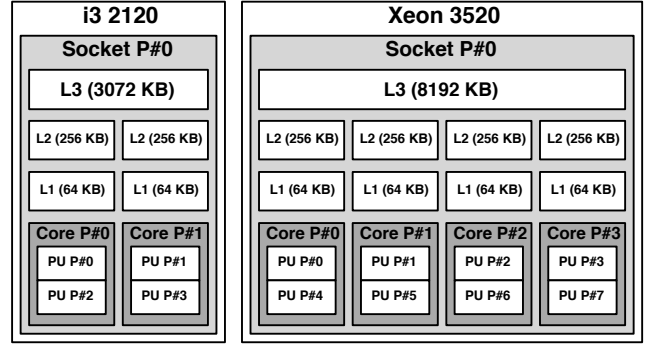 i3 2120
Socket P#0
L3 (3072 KB)
L2 (256 KB) L2 (256 KB)
L1 (64 KB) L1 (64 KB)
Core P#0 Core P#1
PU P#0 PU P#1
PU P#2 PU P#3
Xeon 3520
Socket P#0
L3 (8192 KB)
L2 (256 KB) L2 (256 KB) L2 (256 KB) L2 (256 KB)
L1 (64 KB) L1 (64 KB) L1 (64 KB) L1 (64 KB)
Core P#0 Core P#1 Core P#2 Core P#3
PU P#0 PU P#1 PU P#2 PU P#3
PU P#4 PU P#5 PU P#6 PU P#7